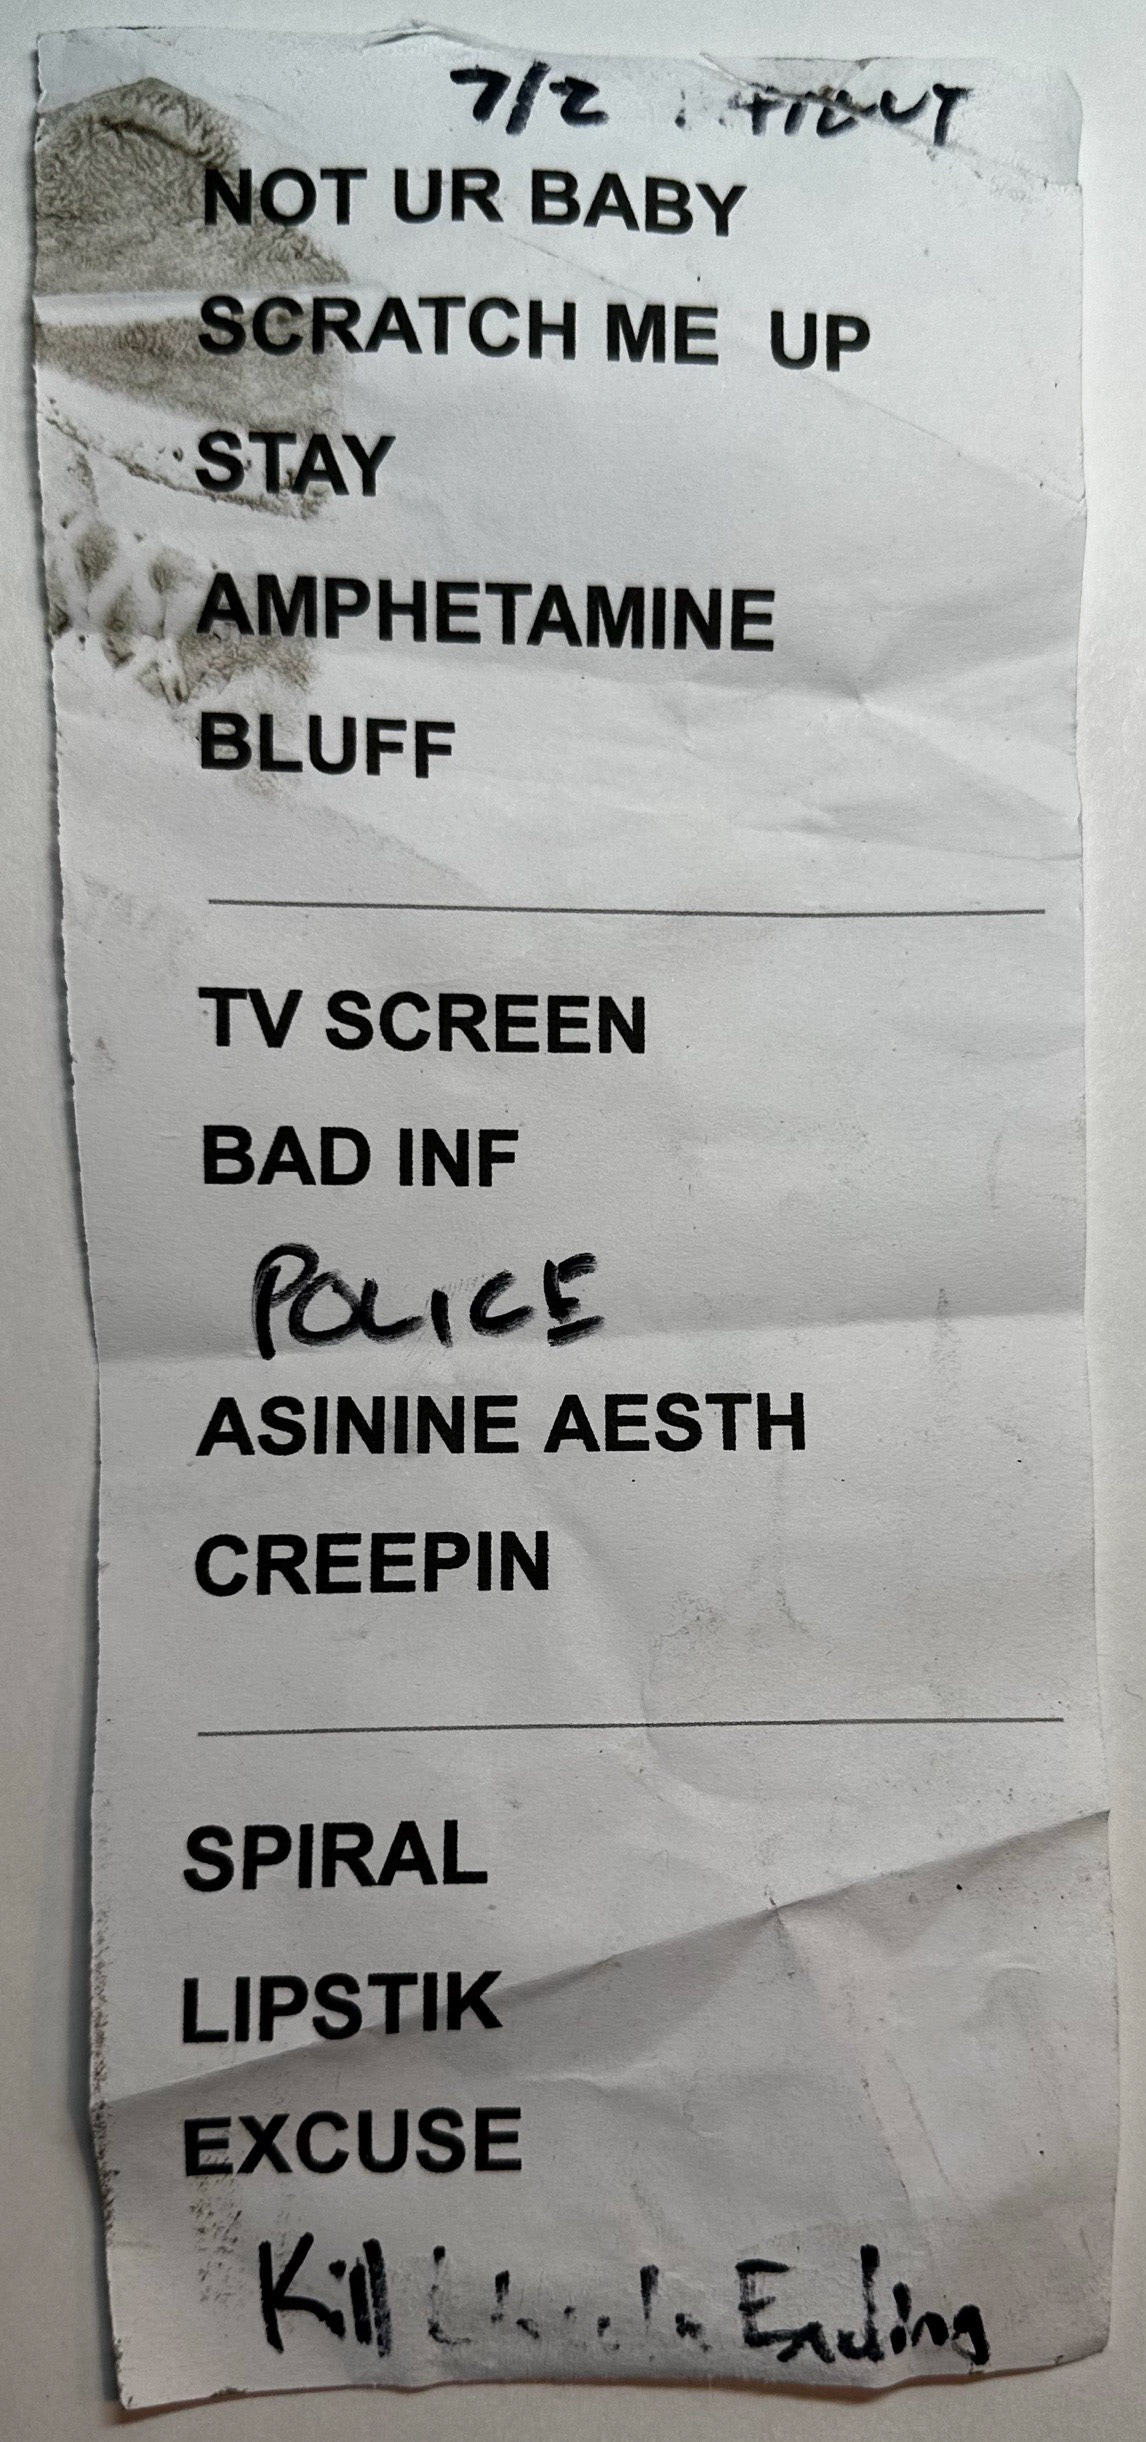 7/2
NOT UR BABY
SCRATCH ME UP
STAY
AMPHETAMINE
BLUFF
TV SCREEN
BAD INF
POLICE
ASININE AESTH
CREEPIN
SPIRAL
LIPSTIK
EXCUSE
Kill Ending